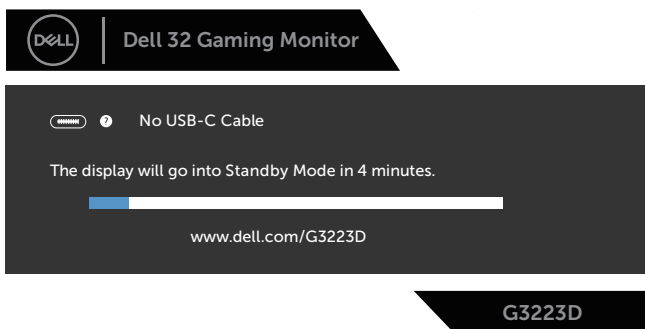 DELL
Dell 32 Gaming Monitor
? No USB-C Cable
The display will go into Standby Mode in 4 minutes.
www.dell.com/G3223D
G3223D